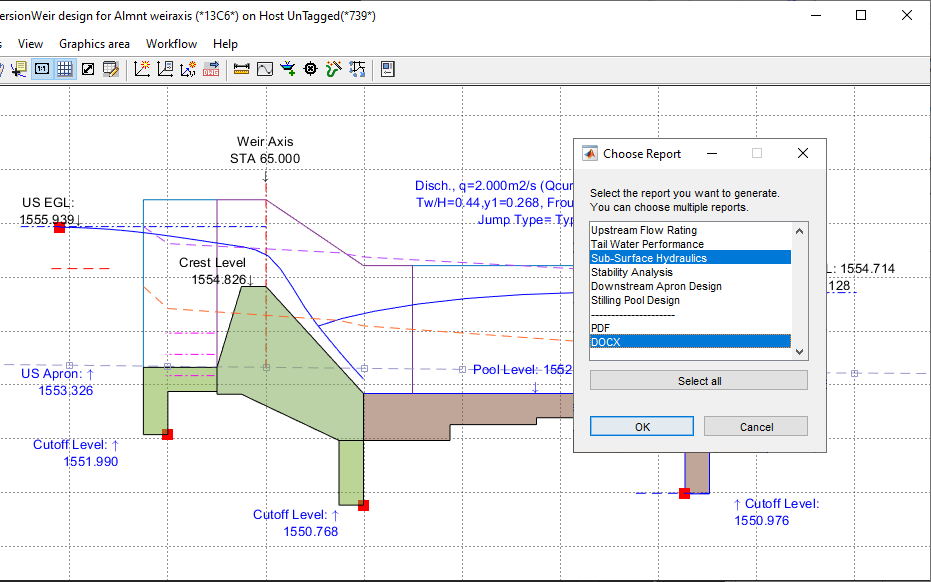 ersionWeir design for Almnt weiraxis (*13C6*) on Host UnTagged(*739*)
View Graphics area Workflow Help
1:1
Weir Axis
STA 65.000
US EGL:
1555.939↓
Disch., q=2.000m2/s (Qcur
Tw/H=0.44,y1=0.268, Frou
Jump Type= Typ
Crest Level
1554.826↓
L: 1554.714
128
US Apron: ↑
1553.326
Pool Level: 1552
↓
Cutoff Level: ↑
1551.990
Cutoff Level: ↑
1550.768
↑ Cutoff Level:
1550.976
Choose Report
Select the report you want to generate.
You can choose multiple reports.
Upstream Flow Rating
Tail Water Performance
Sub-Surface Hydraulics
Stability Analysis
Downstream Apron Design
Stilling Pool Design
----------------------
PDF
DOCX
Select all
OK Cancel